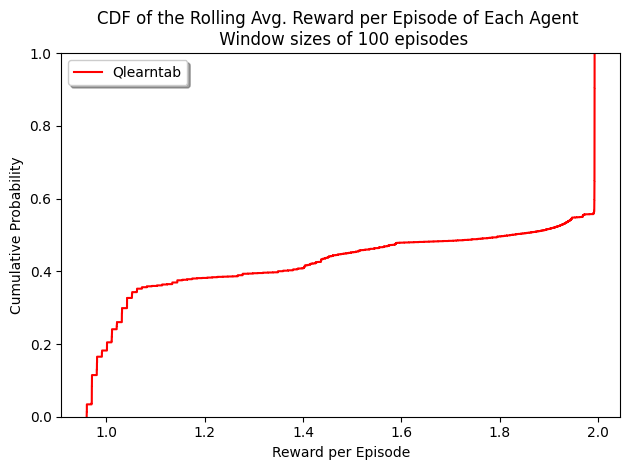 CDF of the Rolling Avg. Reward per Episode of Each Agent
Window sizes of 100 episodes
Qlearntab
1.0
0.8
0.6
0.4
0.2
0.0
Cumulative Probability
1.0 1.2 1.4 1.6 1.8 2.0
Reward per Episode